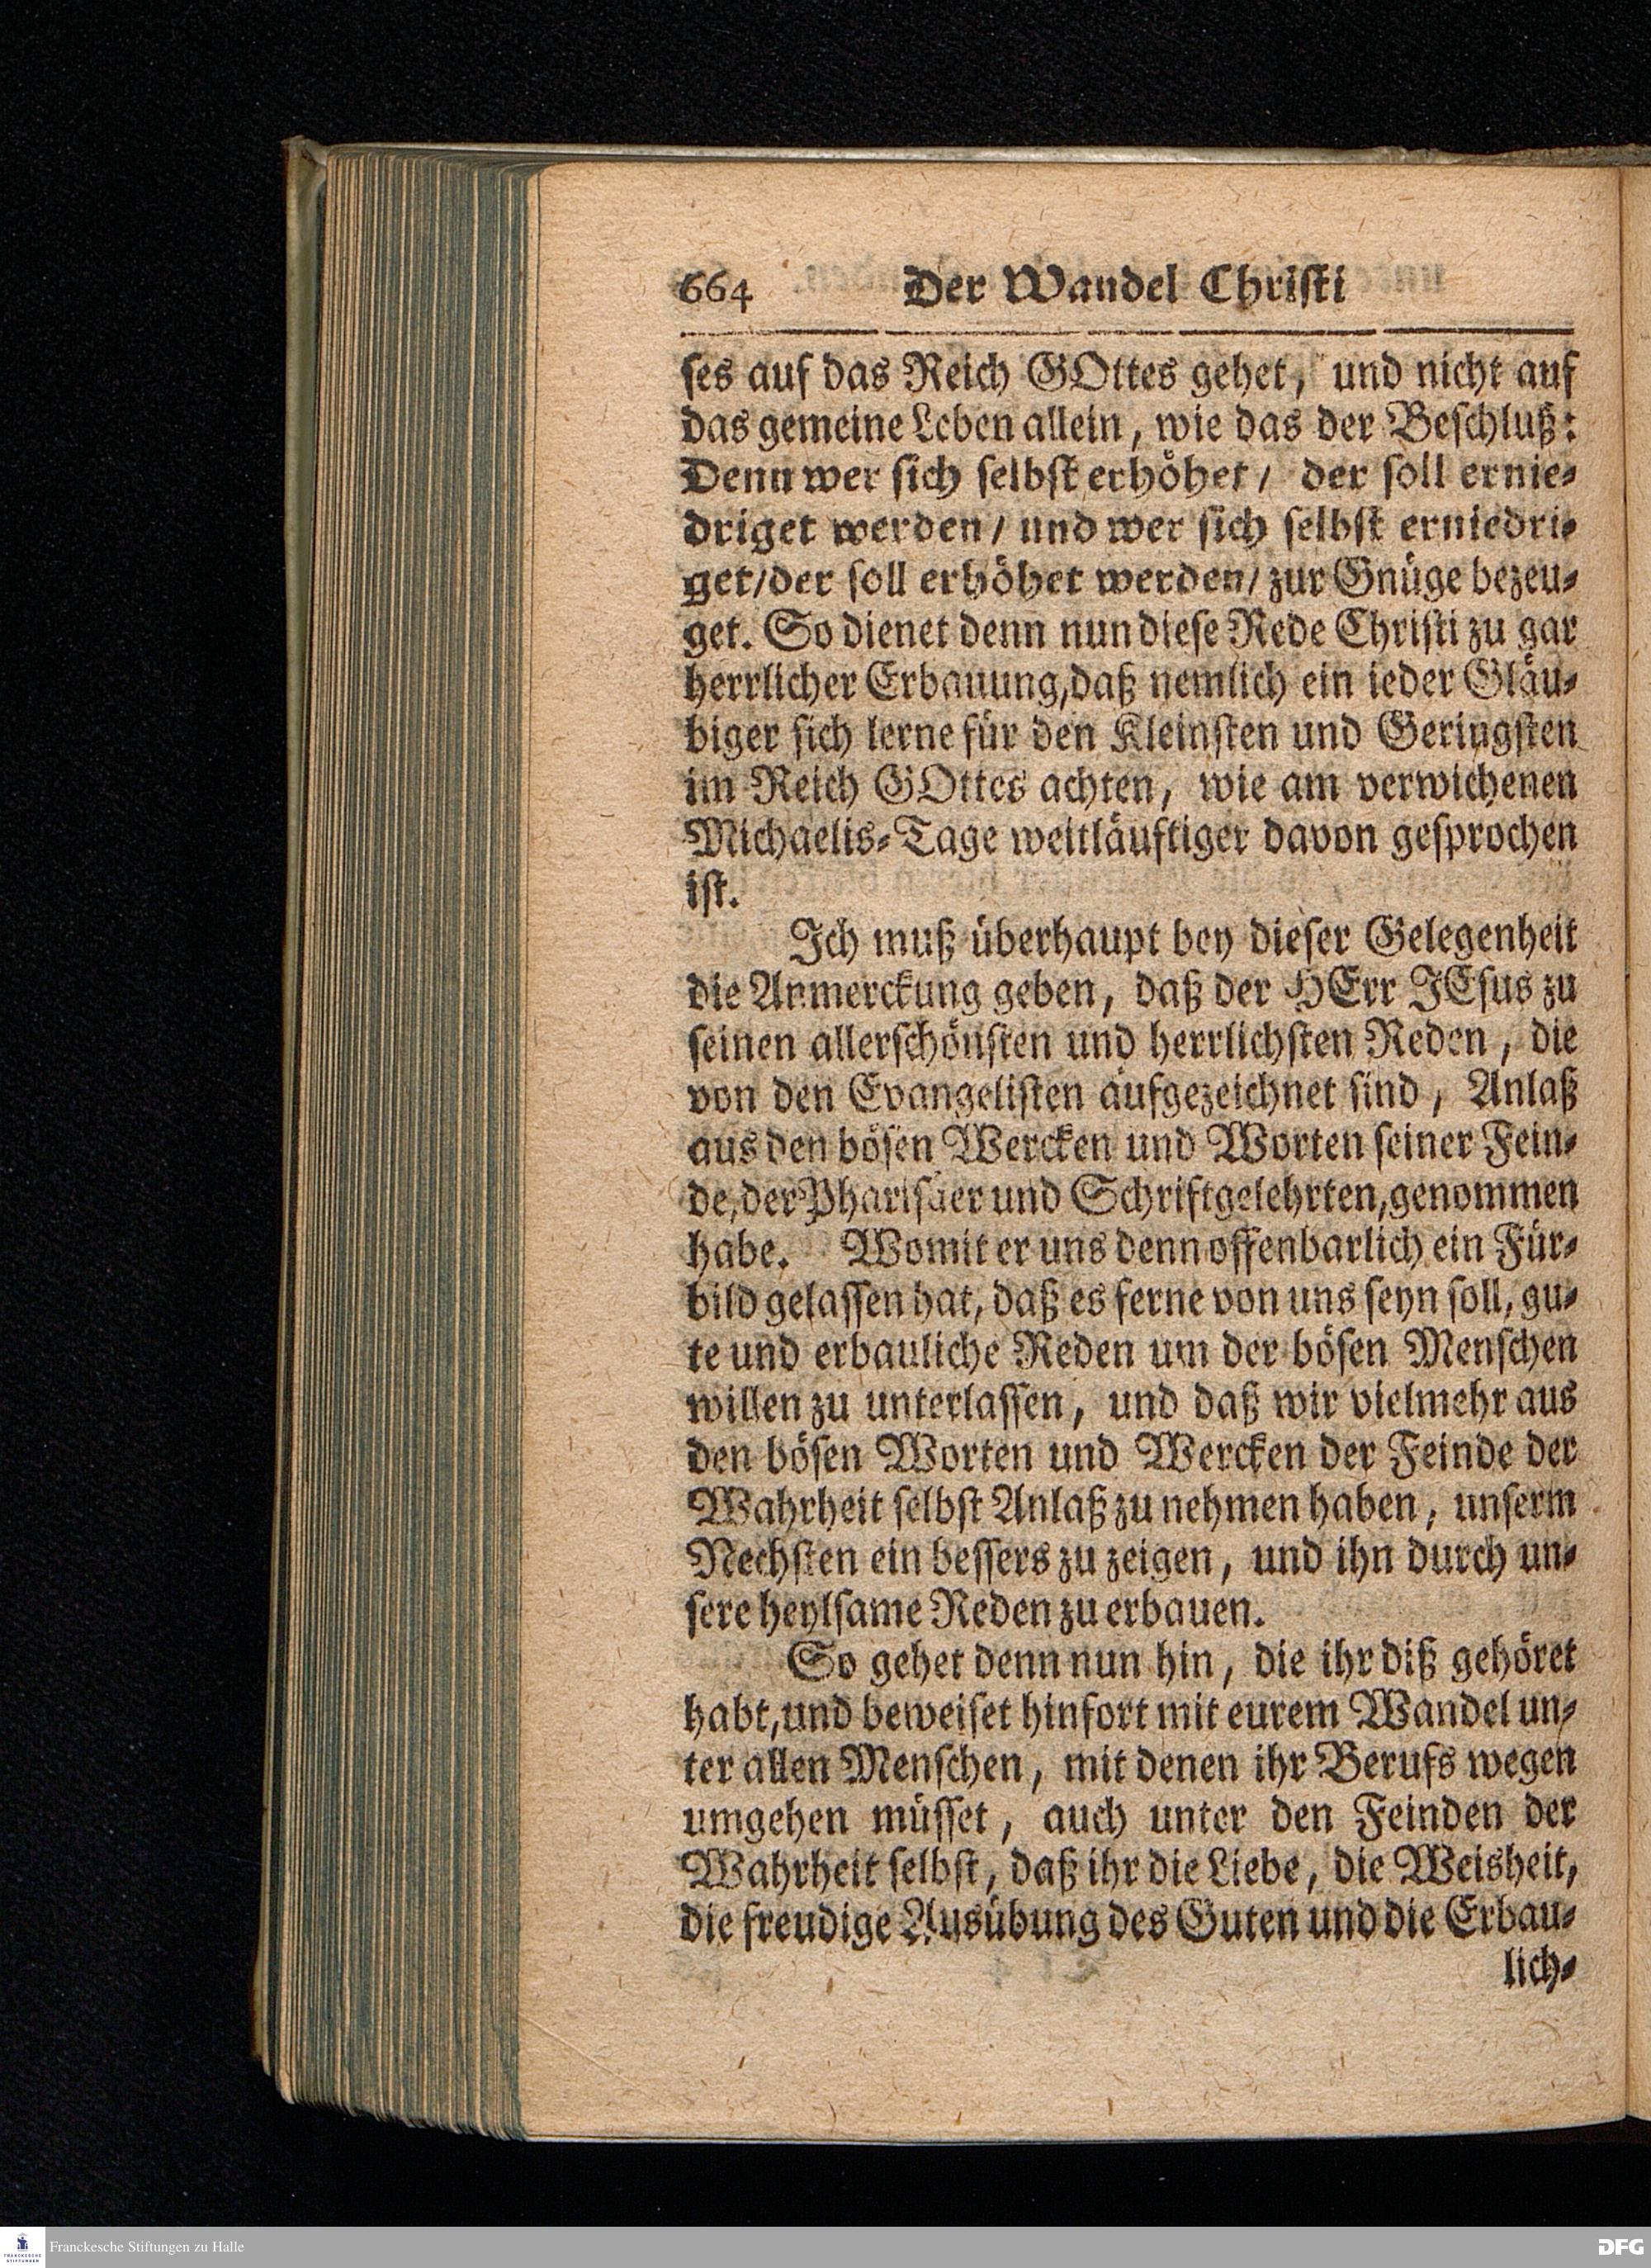 664 Der Wandel Christi
ses auf das Reich GOttes gehet, und nicht auf
das gemeine Leben allein, wie das der Beschluß:
Denn wer sich selbst erhöhet / der soll ernie-
driget werden / und wer sich selbst erniedri-
get/der soll erhöhet werden/ zur Gnüge bezeu-
get. So dienet denn nun diese Rede Christi zu gar
herrlicher Erbauung,daß nemlich ein ieder Gläu-
biger sich lerne für den Kleinsten und Geringsten
im Reich GOttes achten, wie am verwichenen
Michaelis-Tage weitläuftiger davon gesprochen
ist.
Ich muß überhaupt bey dieser Gelegenheit
die Anmerckung geben, daß der HErr JEsus zu
seinen allerschönsten und herrlichsten Reden, die
von den Evangelisten aufgezeichnet sind, Anlaß
aus den bösen Wercken und Worten seiner Fein-
de,der Pharisäer und Schriftgelehrten,genommen
habe. Womit er uns denn offenbarlich ein Für-
bild gelassen hat, daß es ferne von uns seyn soll, gu-
te und erbauliche Reden um der bösen Menschen
willen zu unterlassen, und daß wir vielmehr aus
den bösen Worten und Wercken der Feinde der
Wahrheit selbst Anlaß zu nehmen haben, unserm
Nechsten ein bessers zu zeigen, und ihn durch un-
sere heylsame Reden zu erbauen.
So gehet denn nun hin, die ihr diß gehöret
habt,und beweiset hinfort mit eurem Wandel un-
ter allen Menschen, mit denen ihr Berufs wegen
umgehen müsset, auch unter den Feinden der
Wahrheit selbst, daß ihr die Liebe, die Weisheit,
die freudige Ausübung des Guten und die Erbau-
lich-
FRANCKESCHE STIFTUNGEN
Franckesche Stiftungen zu Halle
DFG